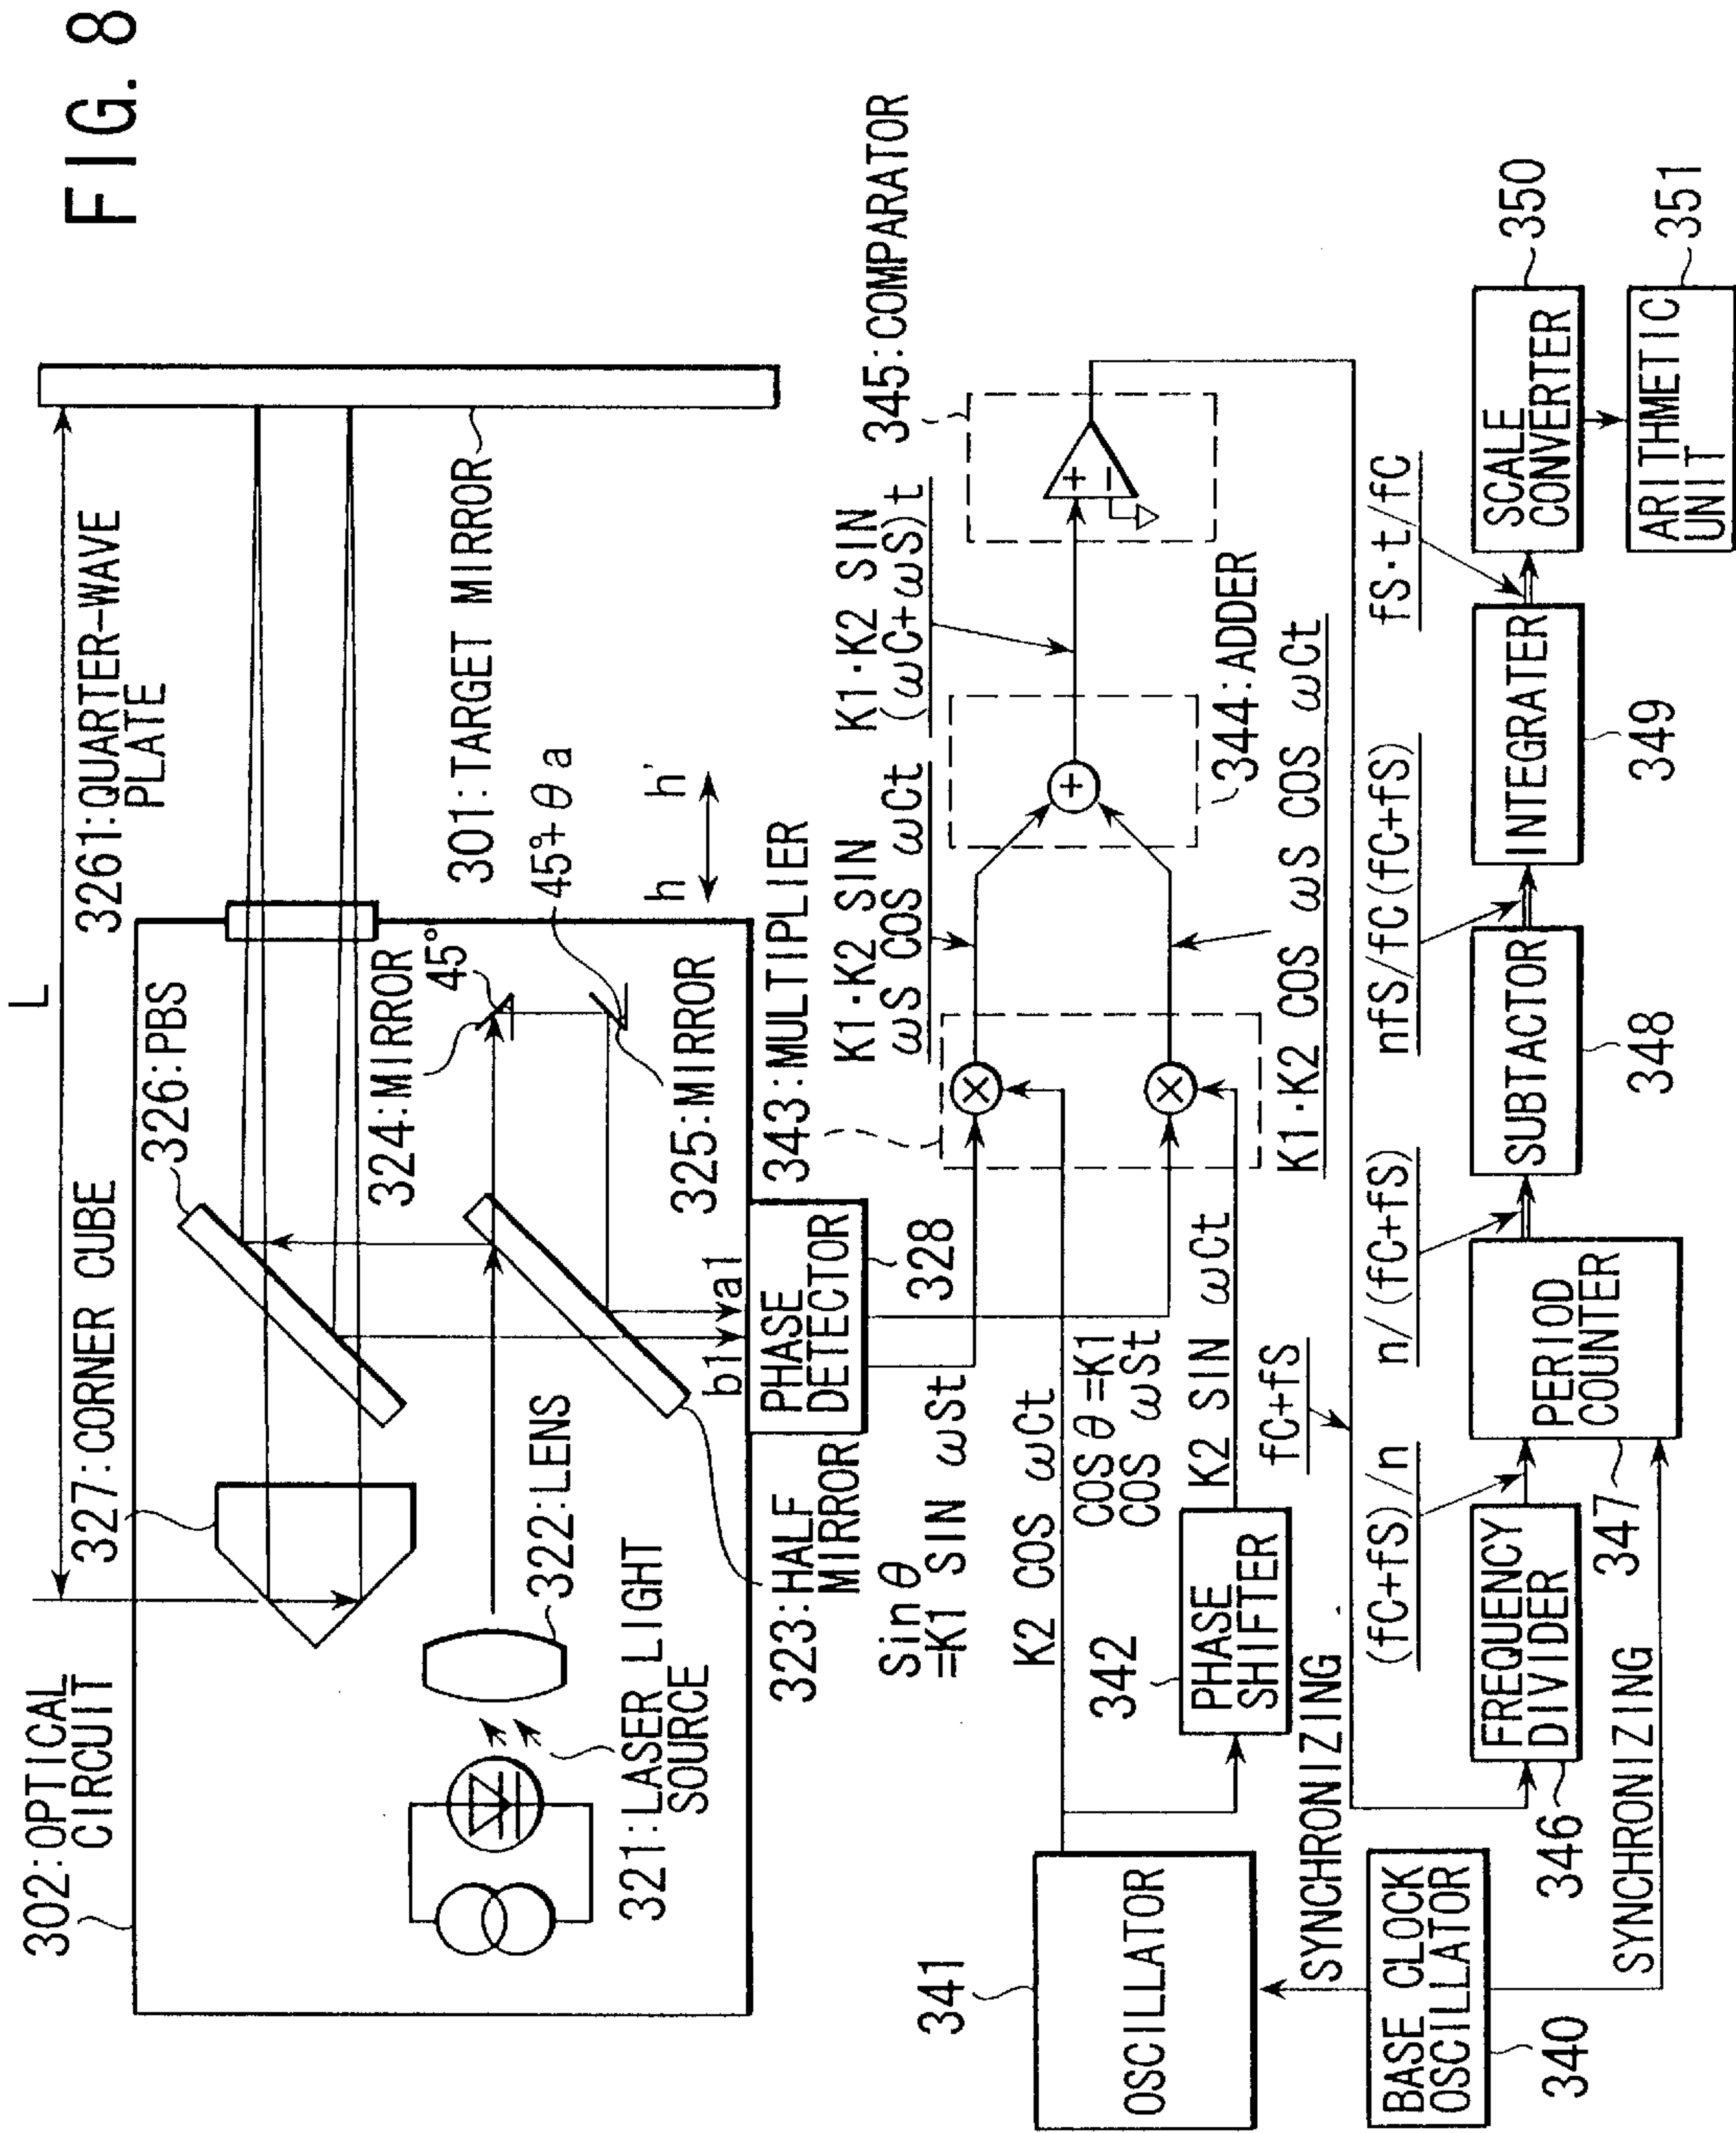 FIG. 8
L
302:OPTICAL
CIRCUIT
327:CORNER CUBE
326:PBS
3261:QUARTER-WAVE
PLATE
301:TARGET MIRROR
324:MIRROR
45°
45°+θa
325:MIRROR
h h'
322:LENS
321:LASER LIGHT
SOURCE
323:HALF
MIRROR
b1
a1
PHASE
DETECTOR
328
343:MULTIPLIER
Sinθ
=K1 SIN ωSt
K2 COS ωCt
COSθ=K1
COS ωSt
K2 SIN ωCt
K1·K2 SIN
ωS COS ωCt
K1·K2 COS ωS COS ωCt
344:ADDER
K1·K2 SIN
(ωC+ωS)t
345:COMPARATOR
+
−
+
341
OSCILLATOR
342
PHASE
SHIFTER
fC+fS
SYNCHRONIZING
BASE CLOCK
OSCILLATOR
340
SYNCHRONIZING
FREQUENCY
DIVIDER
346
(fC+fS)/n
PERIOD
COUNTER
347
n/(fC+fS)
SUBTACTOR
348
nfS/fC(fC+fS)
INTEGRATER
349
fS·t/fC
SCALE
CONVERTER
350
ARITHMETIC
UNIT
351